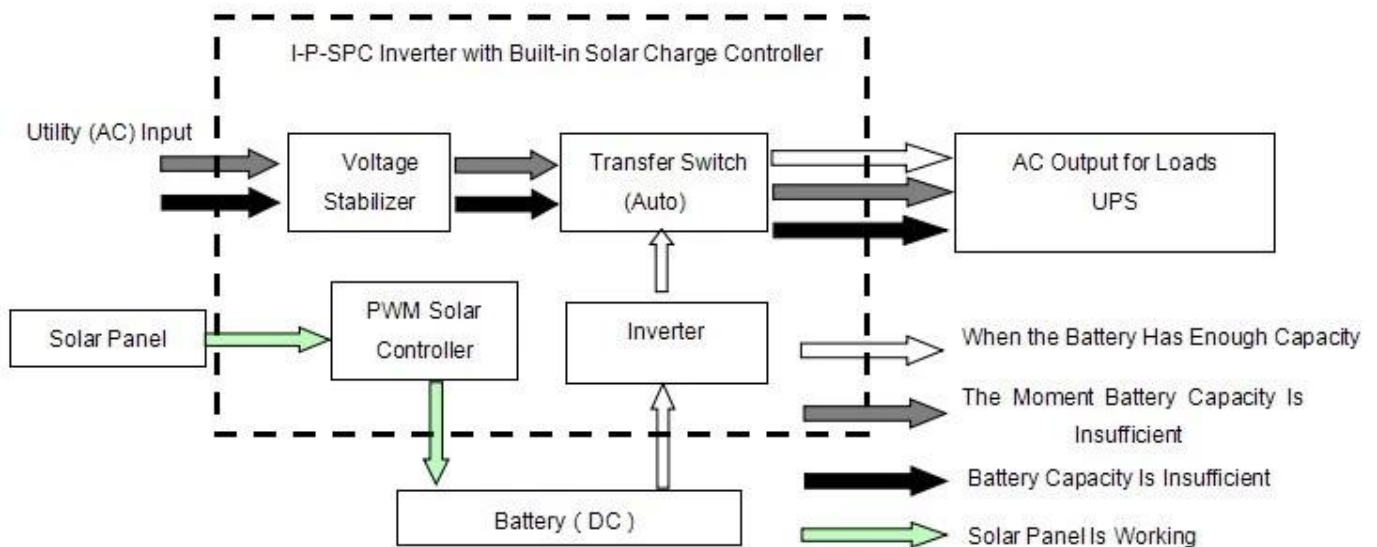 I-P-SPC Inverter with Built-in Solar Charge Controller
Utility (AC) Input
Voltage
Stabilizer
Transfer Switch
(Auto)
AC Output for Loads
UPS
Solar Panel
PWM Solar
Controller
Inverter
Battery ( DC )
When the Battery Has Enough Capacity
The Moment Battery Capacity Is
Insufficient
Battery Capacity Is Insufficient
Solar Panel Is Working